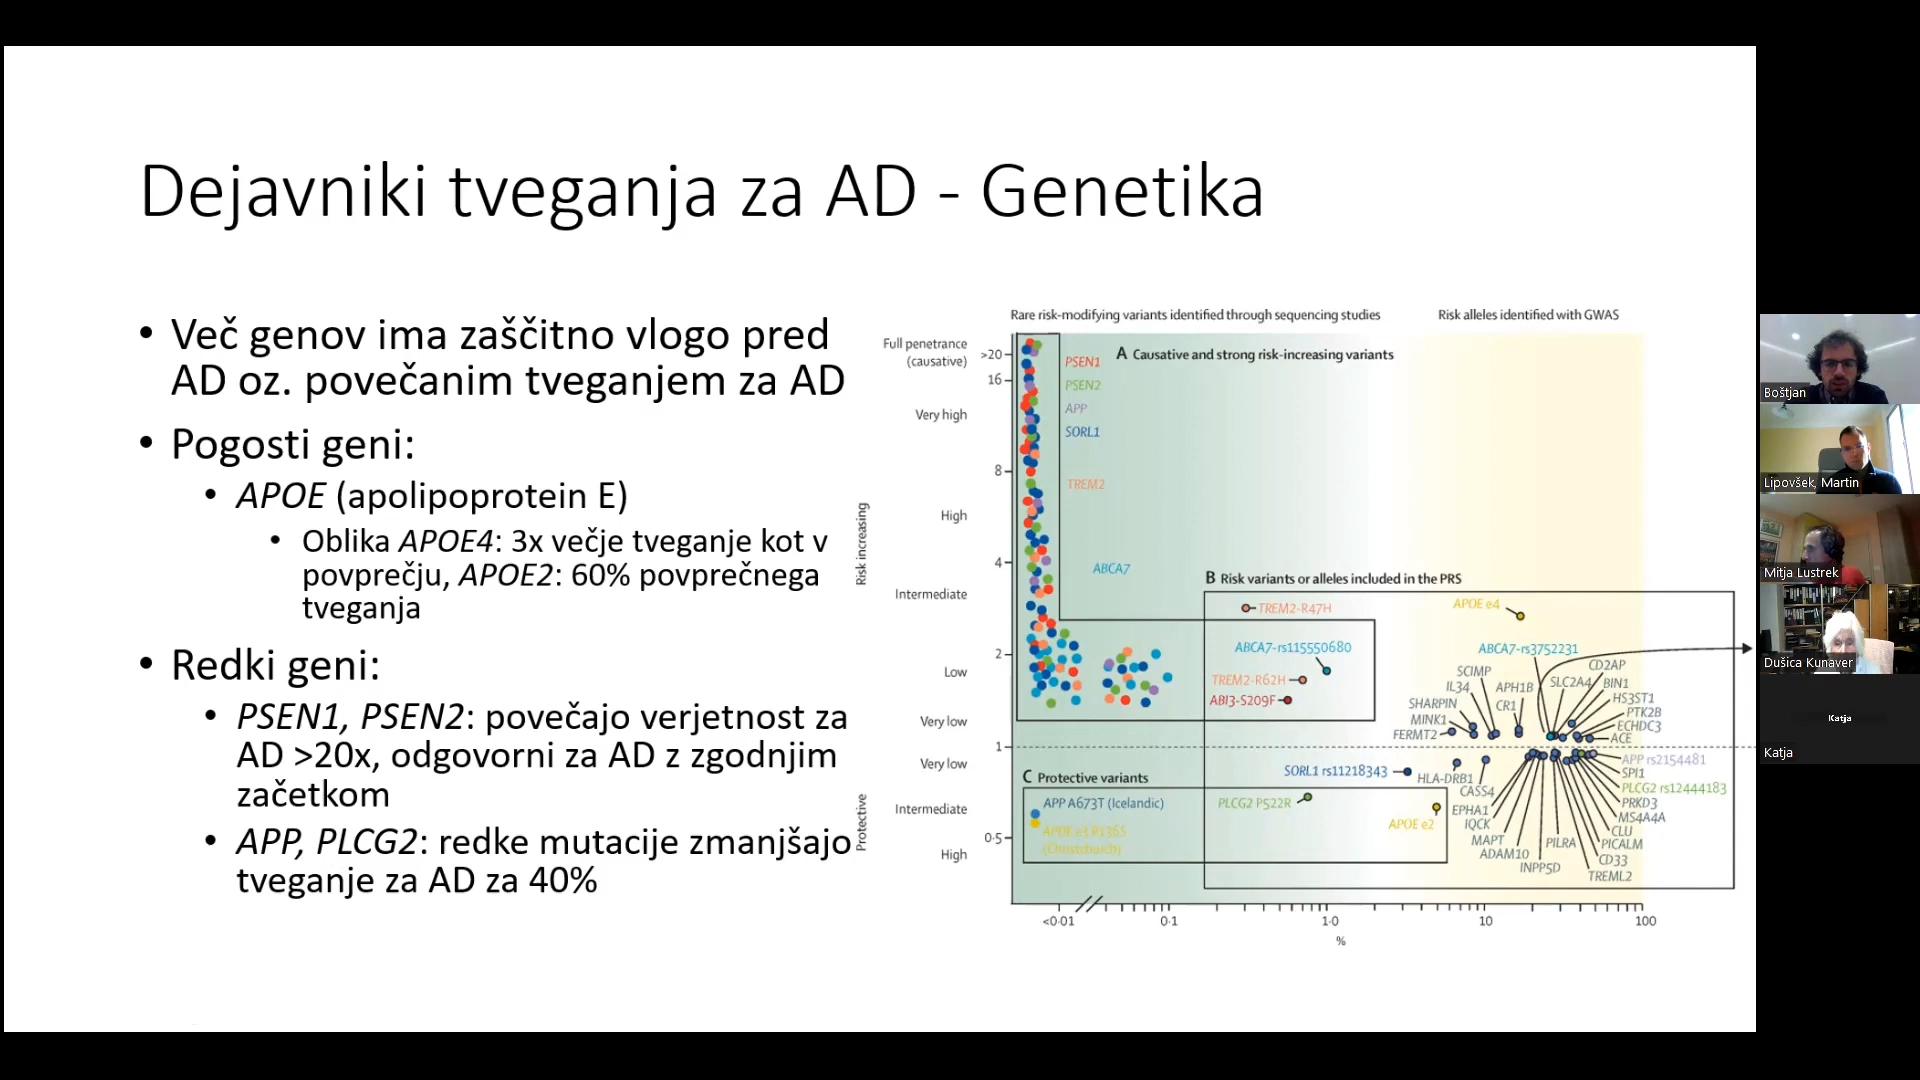 Dejavniki tveganja za AD - Genetika
• Več genov ima zaščitno vlogo pred
AD oz. povečanim tveganjem za AD
• Pogosti geni:
• APOE (apolipoprotein E)
• Oblika APOE4: 3x večje tveganje kot v
povprečju, APOE2: 60% povprečnega
tveganja
• Redki geni:
• PSEN1, PSEN2: povečajo verjetnost za
AD >20x, odgovorni za AD z zgodnjim
začetkom
• APP, PLCG2: redke mutacije zmanjšajo
tveganje za AD za 40%
Rare risk-modifying variants identified through sequencing studies
Risk alleles identified with GWAS
Full penetrance
(causative)
Very high
High
Intermediate
Low
Very low
Very low
Intermediate
High
Risk increasing
Protective
>20
16
8
4
2
1
0·5
A Causative and strong risk-increasing variants
PSEN1
PSEN2
APP
SORL1
TREM2
ABCA7
B Risk variants or alleles included in the PRS
TREM2-R47H
APOE e4
ABCA7-rs115550680
ABCA7-rs3752231
TREM2-R62H
ABI3-S209F
SCIMP
IL34
SHARPIN
MINK1
FERMT2
APH1B
CR1
SLC2A4
CD2AP
BIN1
HS3ST1
PTK2B
ECHDC3
ACE
SORL1 rs11218343
HLA-DRB1
CASS4
APP rs2154481
SPI1
PLCG2 rs12444183
PRKD3
MS4A4A
CLU
PICALM
CD33
TREML2
EPHA1
IQCK
MAPT
ADAM10
PILRA
INPP5D
PLCG2 P522R
APOE e2
C Protective variants
APP A673T (Icelandic)
APOE e3 R136S
(Christchurch)
<0·01
0·1
1·0
10
100
%
Boštjan
Lipovšek, Martin
Mitja Lustrek
Dušica Kunaver
Katja
Katja